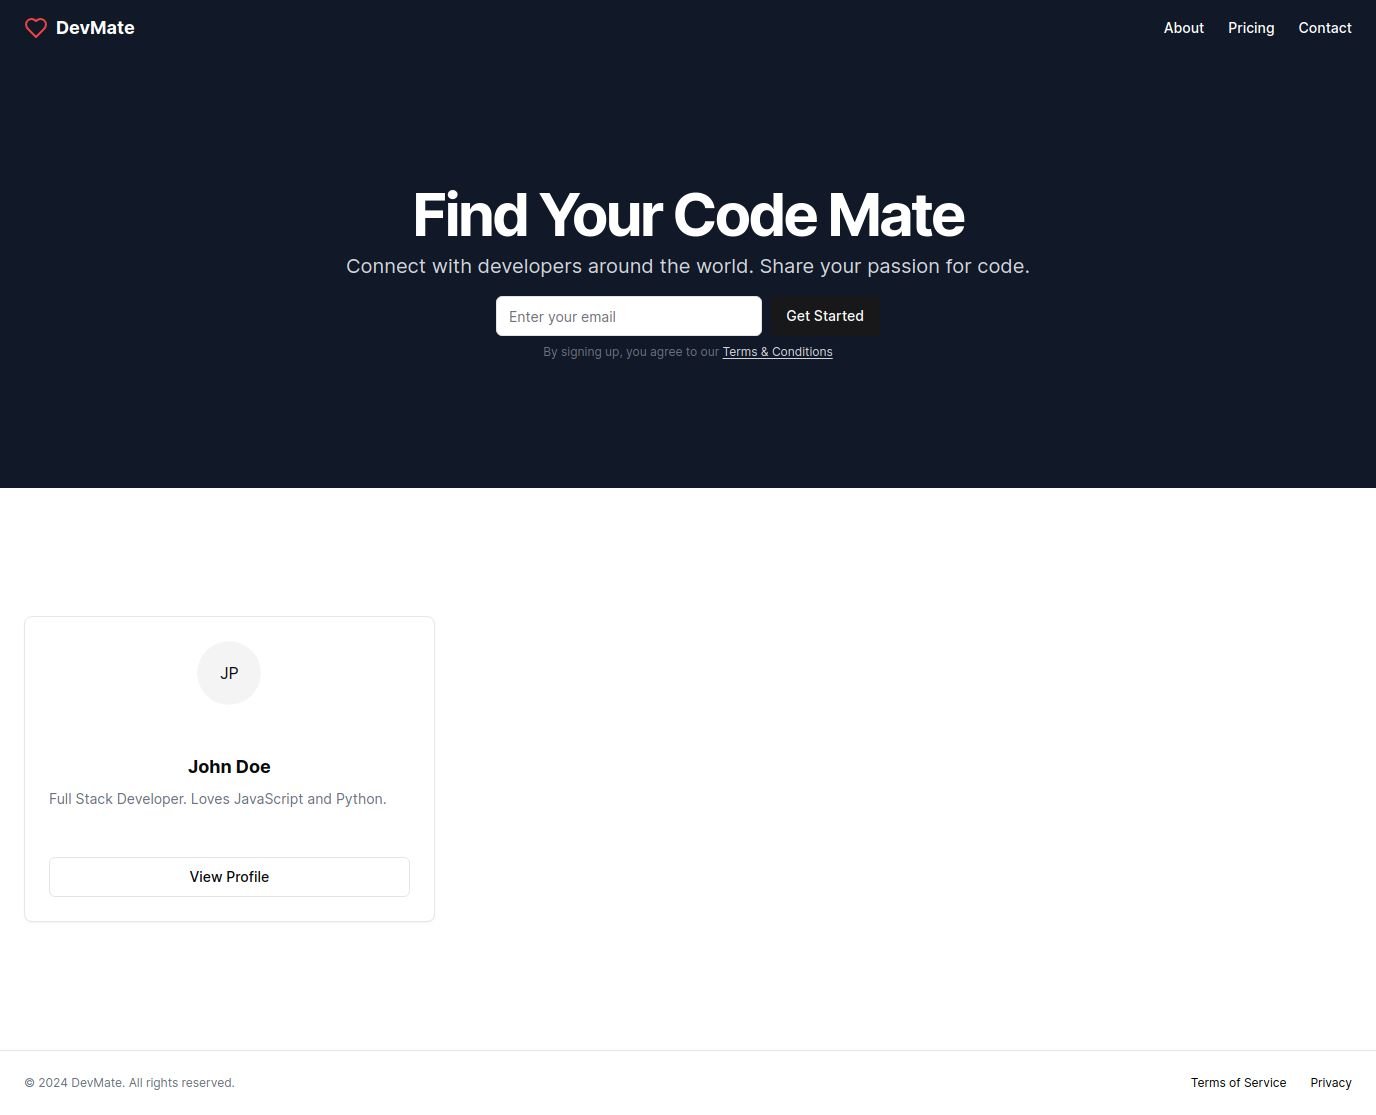 DevMate
About Pricing Contact
Find Your Code Mate
Connect with developers around the world. Share your passion for code.
Enter your email
Get Started
By signing up, you agree to our Terms & Conditions
JP
John Doe
Full Stack Developer. Loves JavaScript and Python.
View Profile
© 2024 DevMate. All rights reserved.
Terms of Service Privacy